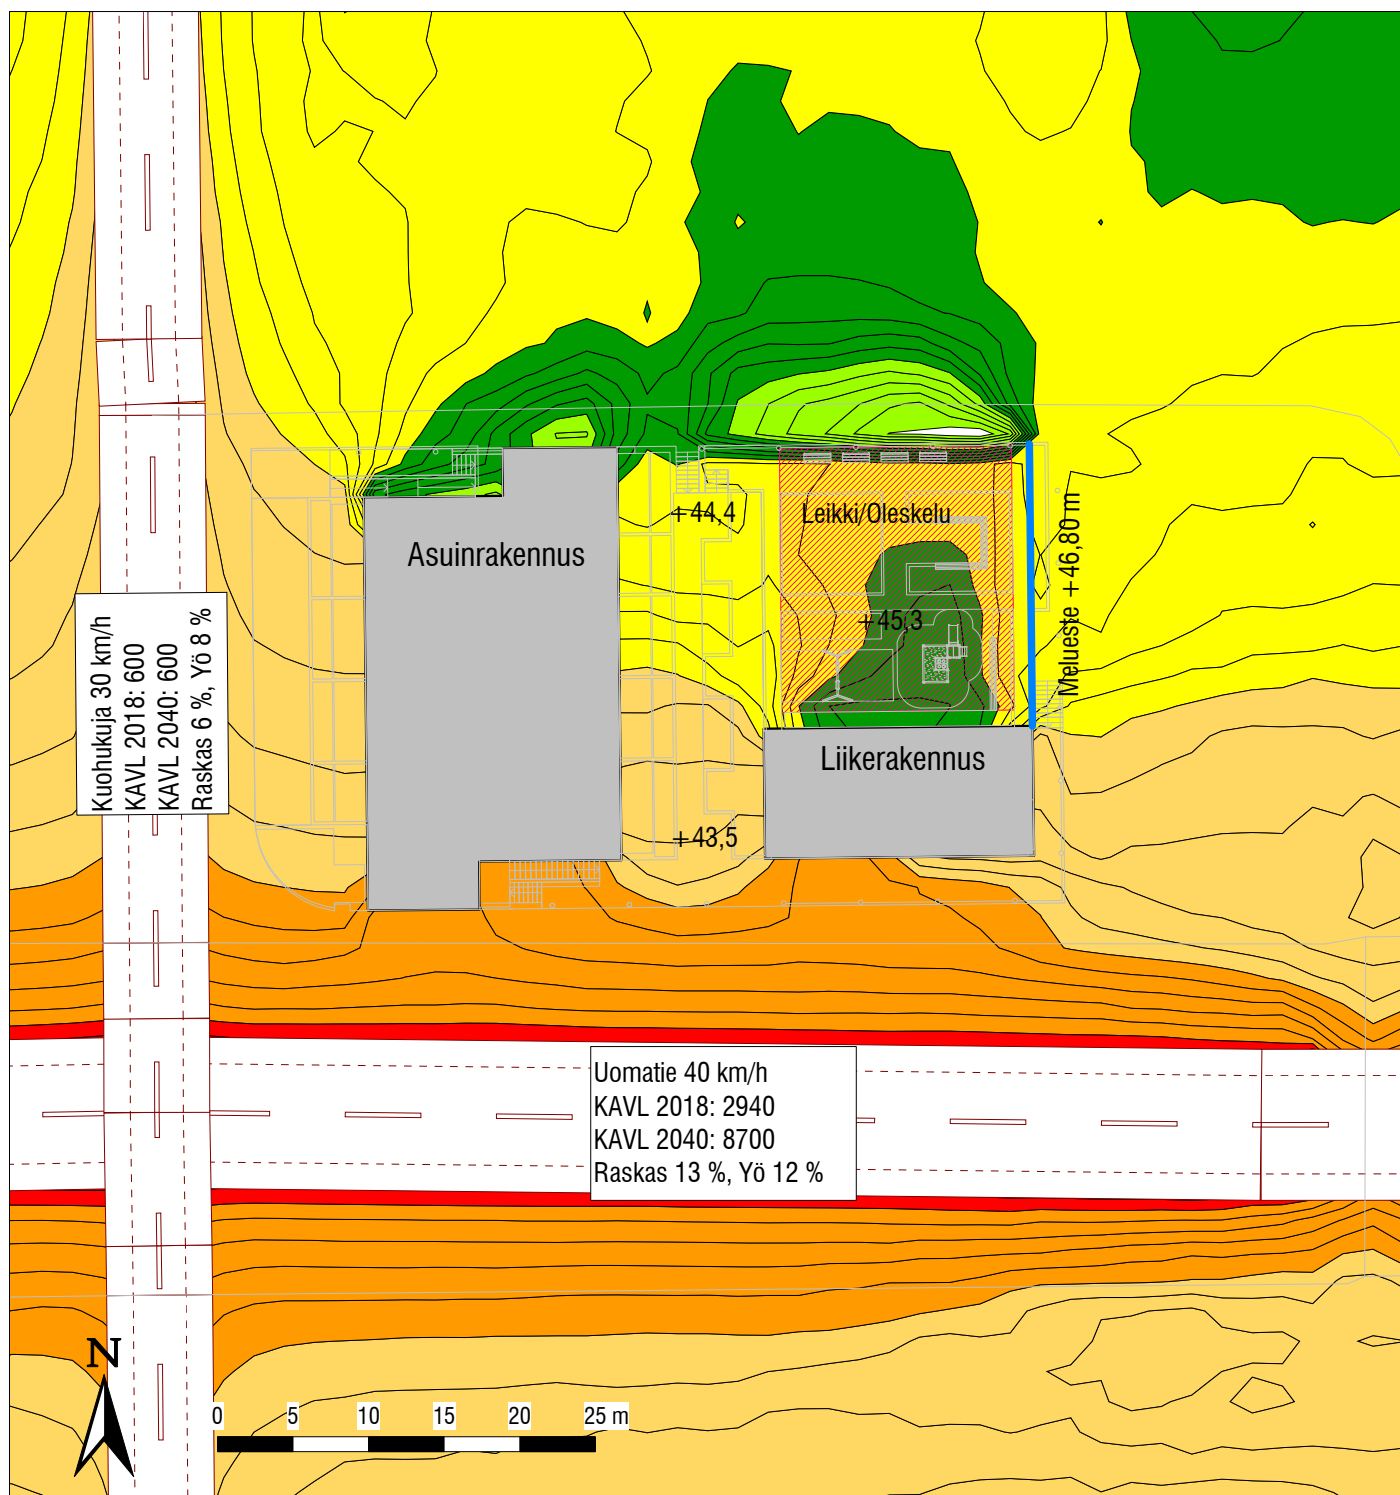 +44,4
Leikki/Oleskelu
Asuinrakennus
+45,3
Melueste +46,80 m
Kuohukuja 30 km/h
KAVL 2018: 600
KAVL 2040: 600
Raskas 6 %, Yö 8 %
Liikerakennus
+43,5
Uomatie 40 km/h
KAVL 2018: 2940
KAVL 2040: 8700
Raskas 13 %, Yö 12 %
N
0 5 10 15 20 25 m